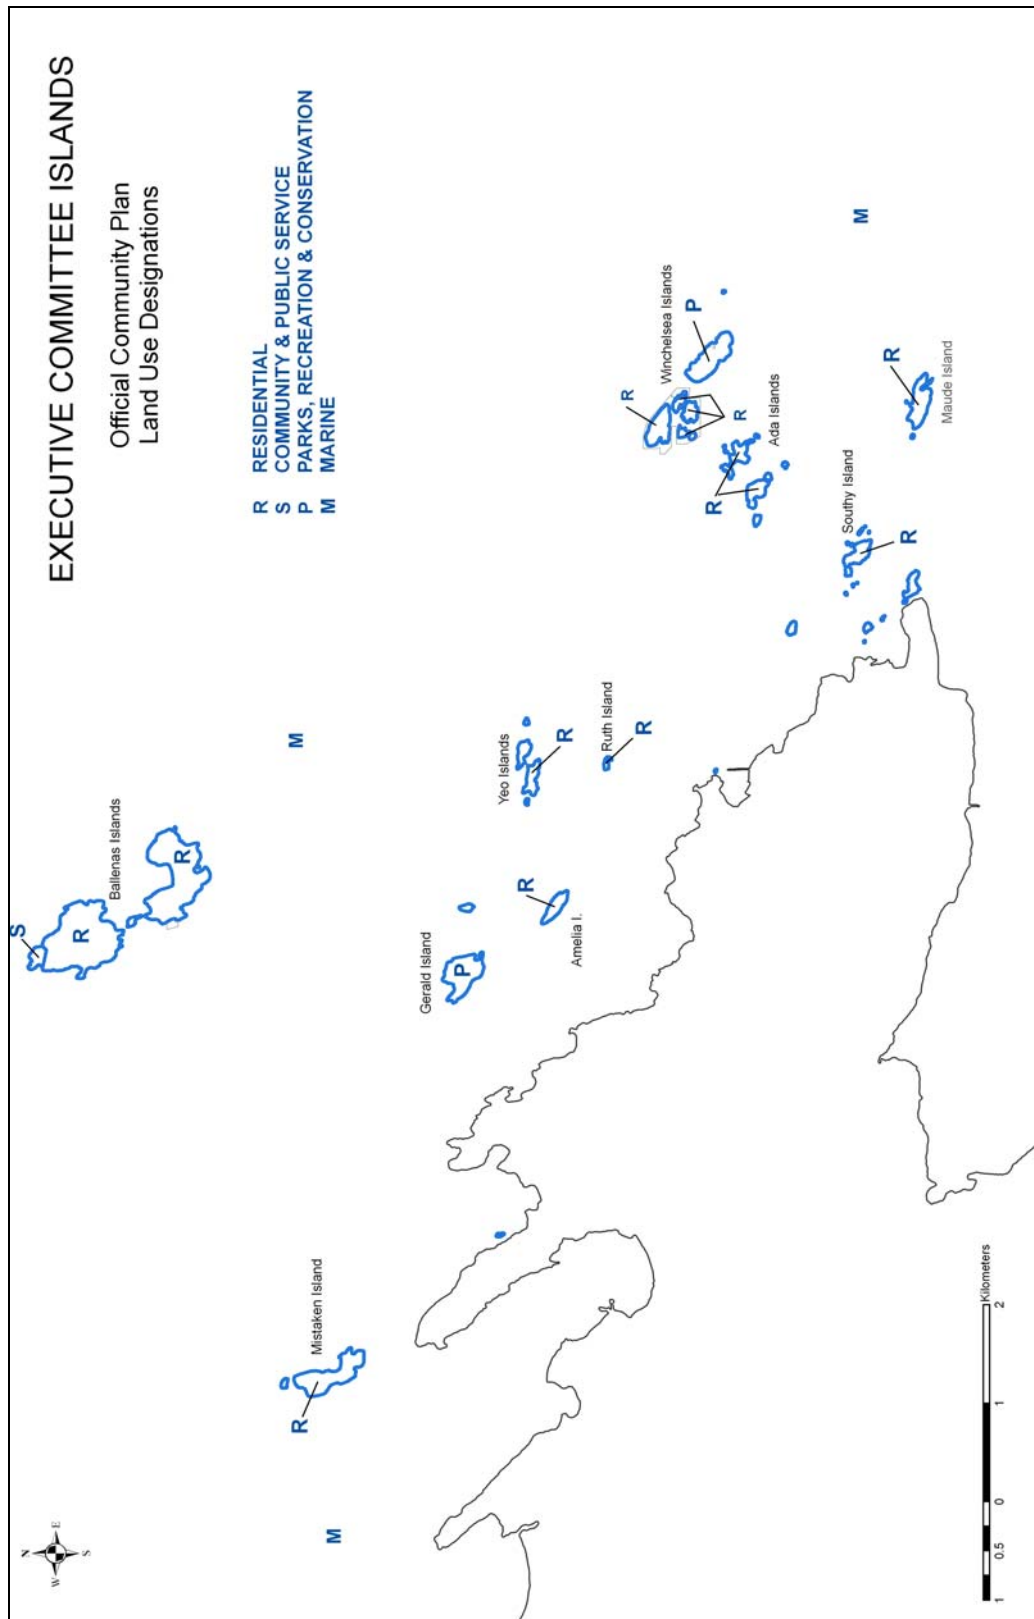 EXECUTIVE COMMITTEE ISLANDS
Official Community Plan
Land Use Designations
R RESIDENTIAL
S COMMUNITY & PUBLIC SERVICE
P PARKS, RECREATION & CONSERVATION
M MARINE
N
W
E
S
S
R
Ballenas Islands
R
M
Mistaken Island
R
M
Gerald Island
P
R
Amelia I.
Yeo Islands
R
Ruth Island
R
R
Winchelsea Islands
P
R
Ada Islands
R
Southy Island
R
R
Maude Island
M
Kilometers
1 0.5 0 1 2